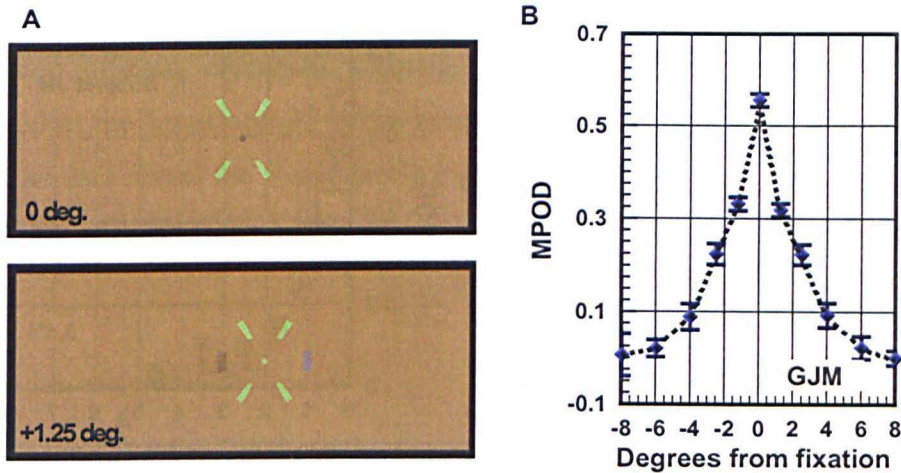 A
0 deg.
+1.25 deg.
B
0.7
0.5
0.3
0.1
-0.1
MPOD
GJM
-8 -6 -4 -2 0 2 4 6 8
Degrees from fixation